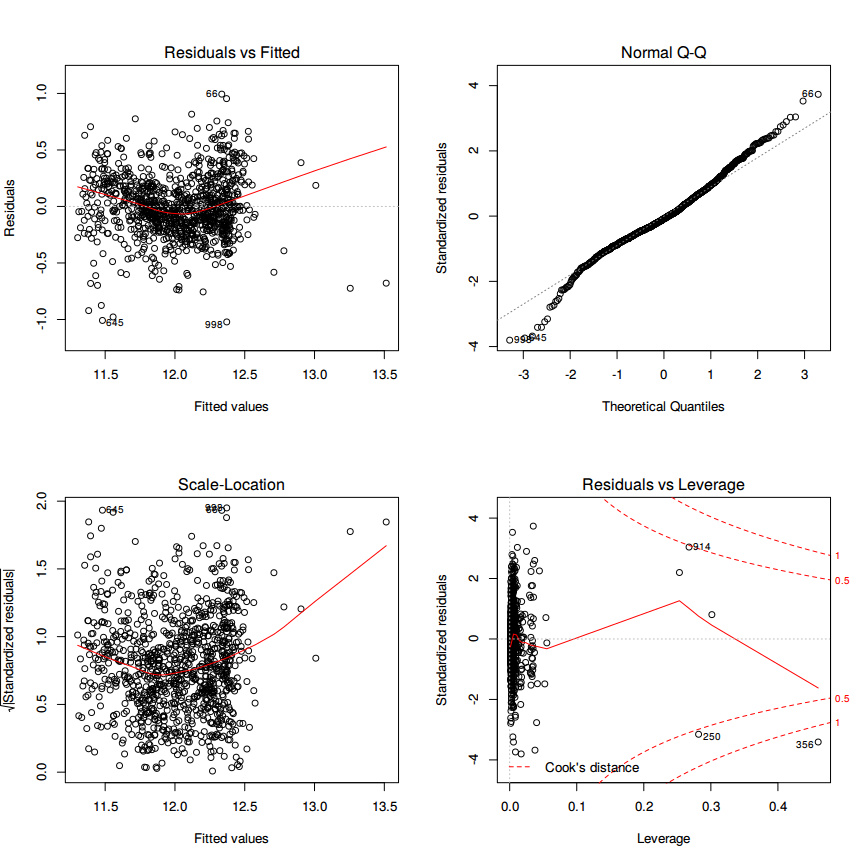 Residuals vs Fitted
Residuals
1.0
0.5
0.0
-0.5
-1.0
66
645
998
11.5 12.0 12.5 13.0 13.5
Fitted values
Normal Q-Q
Standardized residuals
4
2
0
-2
-4
66
998
645
-3 -2 -1 0 1 2 3
Theoretical Quantiles
Scale-Location
√|Standardized residuals|
2.0
1.5
1.0
0.5
0.0
645
998
66
11.5 12.0 12.5 13.0 13.5
Fitted values
Residuals vs Leverage
Standardized residuals
4
2
0
-2
-4
914
250
356
1
0.5
0.5
1
Cook's distance
0.0 0.1 0.2 0.3 0.4
Leverage